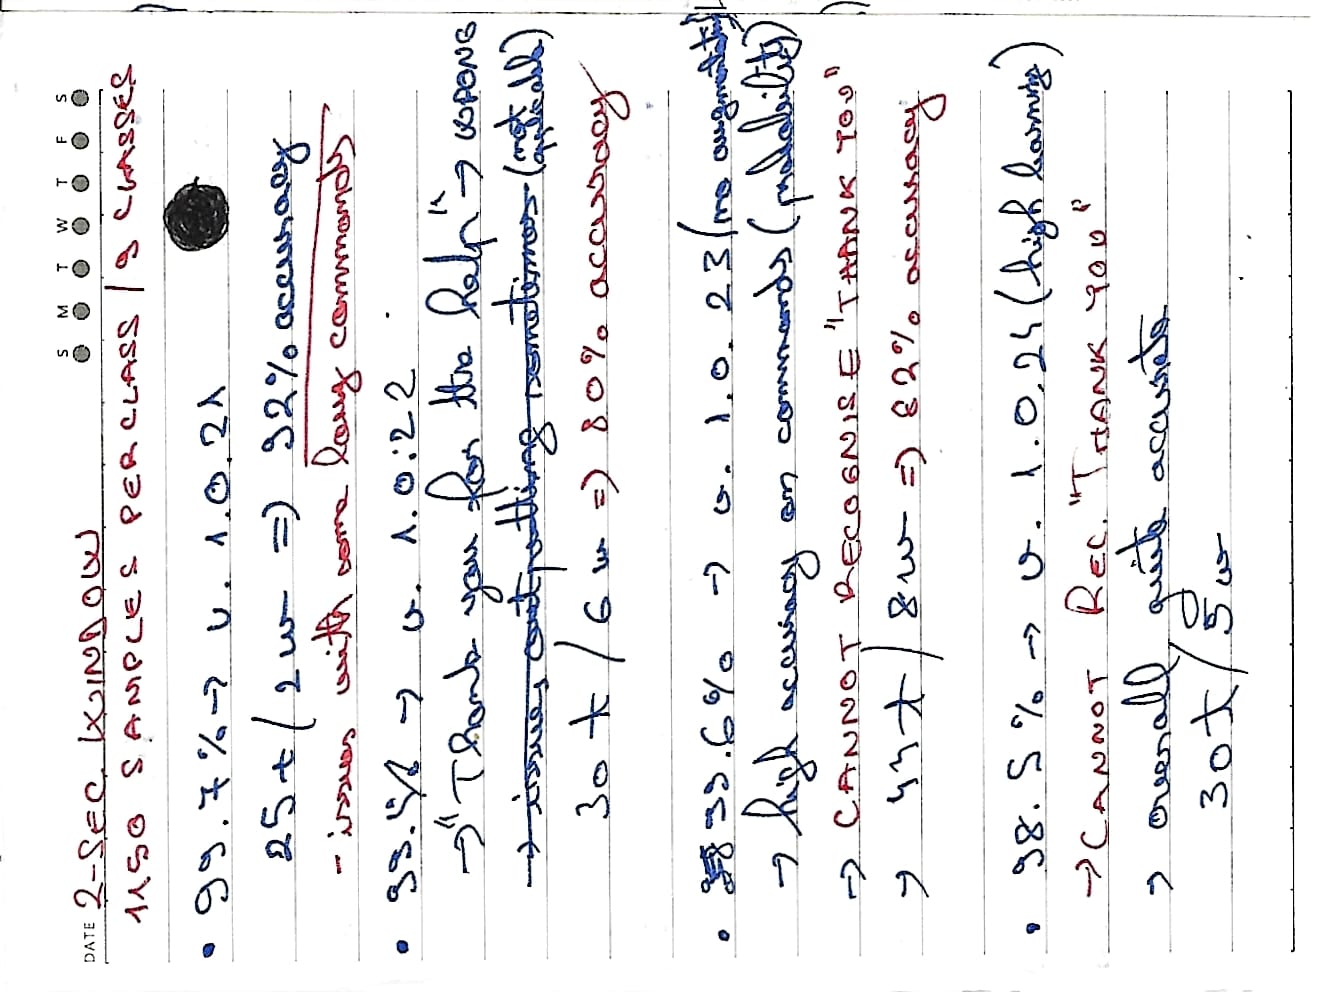 S M T W T F S
DATE 2-SEC. WINDOW
1150 SAMPLES PER CLASS / 9 CLASSES
• 99.7% → v. 1.0.21
25t / 2w => 92% accuracy
- issues with some long commands
→ v. 1.0.22
→ "Thank you for the help" → WRONG
→ issues outputting sometimes (not applicable)
30t / 6w => 80% accuracy
• 99.6% → v. 1.0.23 (no augmentation)
→ high accuracy on commands (probability)
→ CANNOT RECOGNISE "THANK YOU"
→ 44t / 8w => 82% accuracy
• 98.5% → v. 1.0.24 (high learning)
→ CANNOT REC. "THANK YOU"
→ overall, quite accurate
30t / 5w